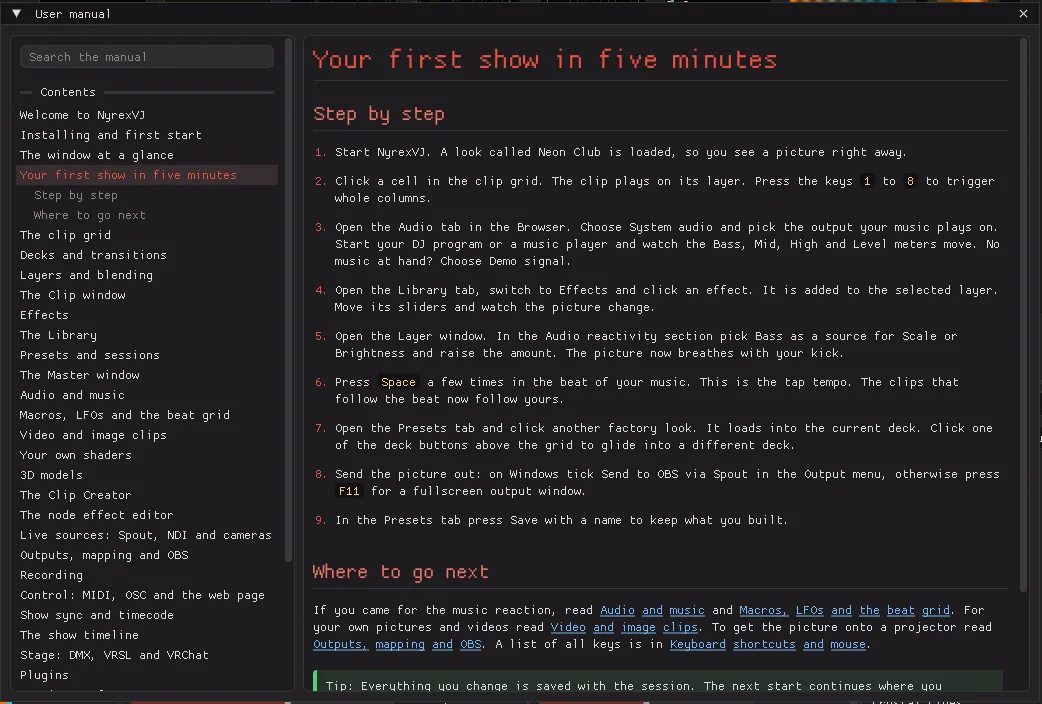 User manual
Search the manual
Contents
Welcome to NyrexVJ
Installing and first start
The window at a glance
Your first show in five minutes
Step by step
Where to go next
The clip grid
Decks and transitions
Layers and blending
The Clip window
Effects
The Library
Presets and sessions
The Master window
Audio and music
Macros, LFOs and the beat grid
Video and image clips
Your own shaders
3D models
The Clip Creator
The node effect editor
Live sources: Spout, NDI and cameras
Outputs, mapping and OBS
Recording
Control: MIDI, OSC and the web page
Show sync and timecode
The show timeline
Stage: DMX, VRSL and VRChat
Plugins
Your first show in five minutes
Step by step
1. Start NyrexVJ. A look called Neon Club is loaded, so you see a picture right away.
2. Click a cell in the clip grid. The clip plays on its layer. Press the keys 1 to 8 to trigger
whole columns.
3. Open the Audio tab in the Browser. Choose System audio and pick the output your music plays on.
Start your DJ program or a music player and watch the Bass, Mid, High and Level meters move. No
music at hand? Choose Demo signal.
4. Open the Library tab, switch to Effects and click an effect. It is added to the selected layer.
Move its sliders and watch the picture change.
5. Open the Layer window. In the Audio reactivity section pick Bass as a source for Scale or
Brightness and raise the amount. The picture now breathes with your kick.
6. Press Space a few times in the beat of your music. This is the tap tempo. The clips that
follow the beat now follow yours.
7. Open the Presets tab and click another factory look. It loads into the current deck. Click one
of the deck buttons above the grid to glide into a different deck.
8. Send the picture out: on Windows tick Send to OBS via Spout in the Output menu, otherwise press
F11 for a fullscreen output window.
9. In the Presets tab press Save with a name to keep what you built.
Where to go next
If you came for the music reaction, read Audio and music and Macros, LFOs and the beat grid. For
your own pictures and videos read Video and image clips. To get the picture onto a projector read
Outputs, mapping and OBS. A list of all keys is in Keyboard shortcuts and mouse.
Tip: Everything you change is saved with the session. The next start continues where you